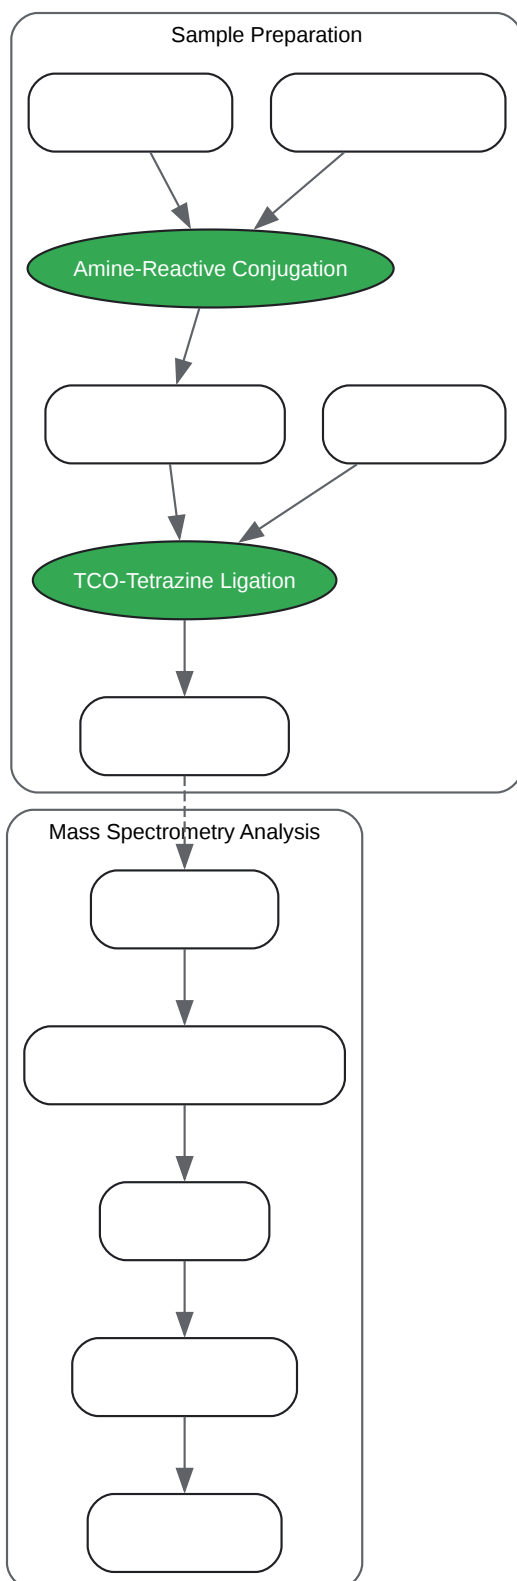 Sample Preparation
Amine-Reactive Conjugation
TCO-Tetrazine Ligation
Mass Spectrometry Analysis